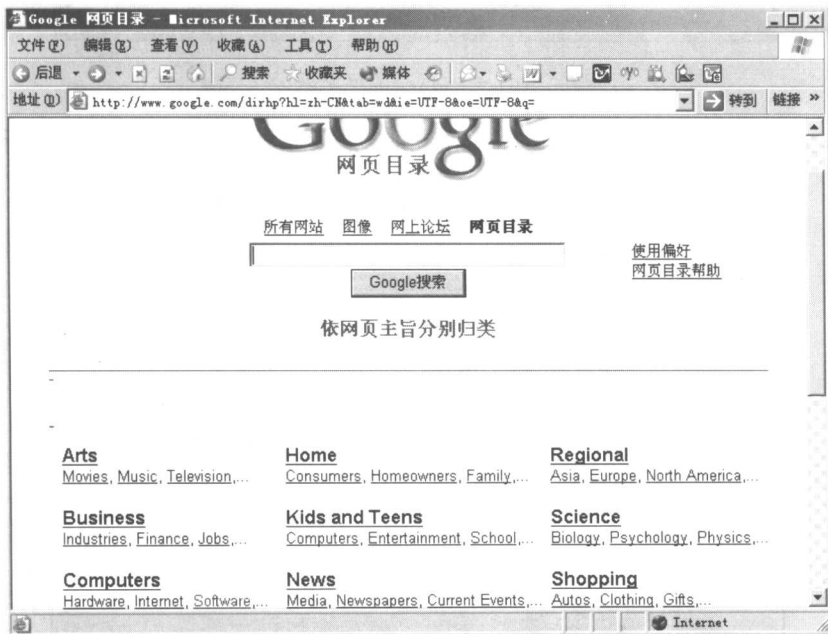 Google 网页目录 - Microsoft Internet Explorer
文件(F) 编辑(E) 查看(V) 收藏(A) 工具(T) 帮助(H)
后退 搜索 收藏夹 媒体
地址(D) http://www.google.com/dirhp?hl=zh-CN&tab=wd&ie=UTF-8&oe=UTF-8&q= 转到 链接 »
Google
网页目录
所有网站 图像 网上论坛 网页目录
使用偏好
网页目录帮助
Google搜索
依网页主旨分别归类
Arts Home Regional
Movies, Music, Television,... Consumers, Homeowners, Family,... Asia, Europe, North America,...
Business Kids and Teens Science
Industries, Finance, Jobs,... Computers, Entertainment, School,... Biology, Psychology, Physics,...
Computers News Shopping
Hardware, Internet, Software,... Media, Newspapers, Current Events,... Autos, Clothing, Gifts,...
Internet